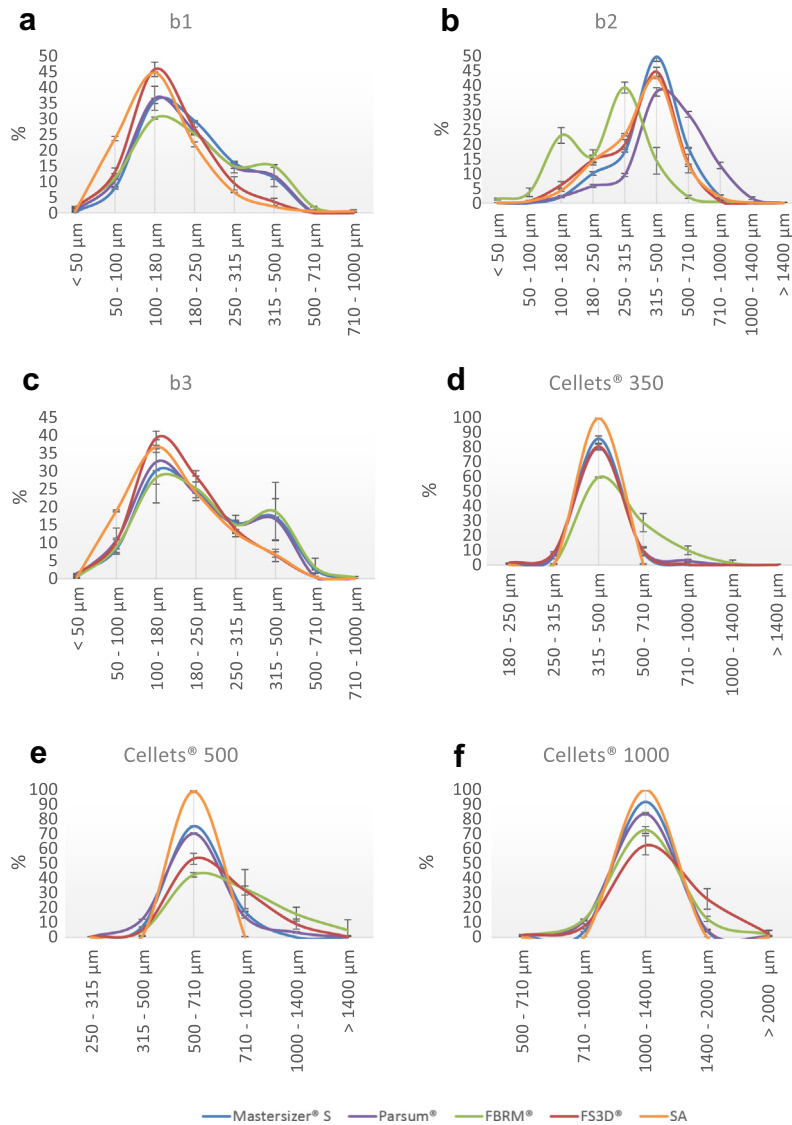 a
b1
50
45
40
35
30
25
20
15
10
5
0
%
< 50 µm
50 - 100 µm
100 - 180 µm
180 - 250 µm
250 - 315 µm
315 - 500 µm
500 - 710 µm
710 - 1000 µm
b
b2
50
45
40
35
30
25
20
15
10
5
0
%
< 50 µm
50 - 100 µm
100 - 180 µm
180 - 250 µm
250 - 315 µm
315 - 500 µm
500 - 710 µm
710 - 1000 µm
1000 - 1400 µm
> 1400 µm
c
b3
45
40
35
30
25
20
15
10
5
0
%
< 50 µm
50 - 100 µm
100 - 180 µm
180 - 250 µm
250 - 315 µm
315 - 500 µm
500 - 710 µm
710 - 1000 µm
d
Cellets® 350
100
90
80
70
60
50
40
30
20
10
0
%
180 - 250 µm
250 - 315 µm
315 - 500 µm
500 - 710 µm
710 - 1000 µm
1000 - 1400 µm
> 1400 µm
e
Cellets® 500
100
90
80
70
60
50
40
30
20
10
0
%
250 - 315 µm
315 - 500 µm
500 - 710 µm
710 - 1000 µm
1000 - 1400 µm
> 1400 µm
f
Cellets® 1000
100
90
80
70
60
50
40
30
20
10
0
%
500 - 710 µm
710 - 1000 µm
1000 - 1400 µm
1400 - 2000 µm
> 2000 µm
Mastersizer® S Parsum® FBRM® FS3D® SA